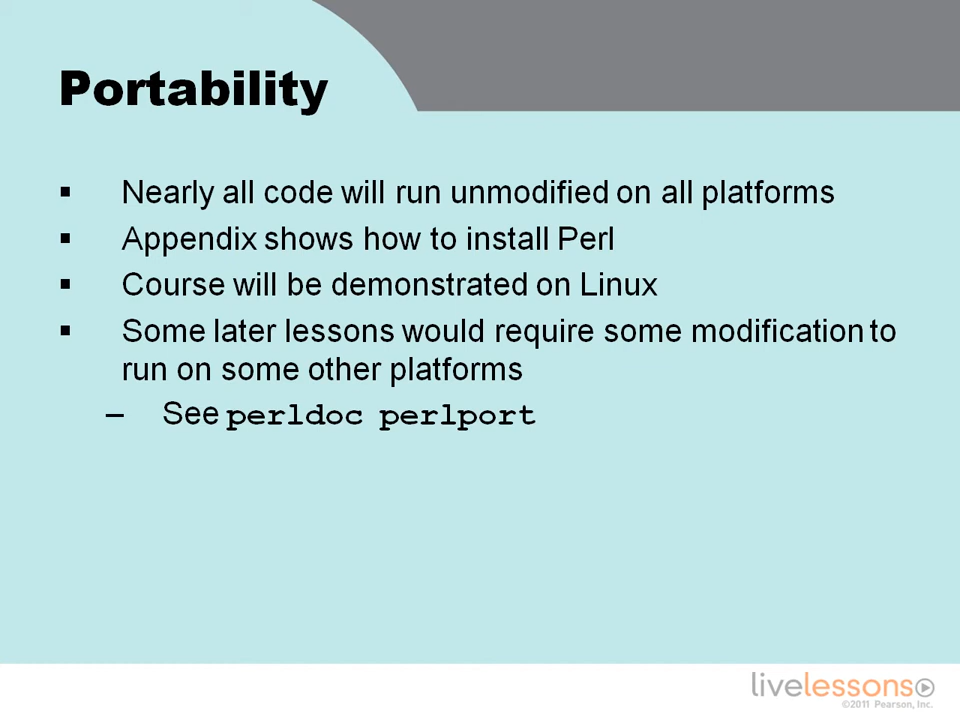 Portability
▪ Nearly all code will run unmodified on all platforms
▪ Appendix shows how to install Perl
▪ Course will be demonstrated on Linux
▪ Some later lessons would require some modification to
run on some other platforms
– See perldoc perlport
livelessons
©2011 Pearson, Inc.